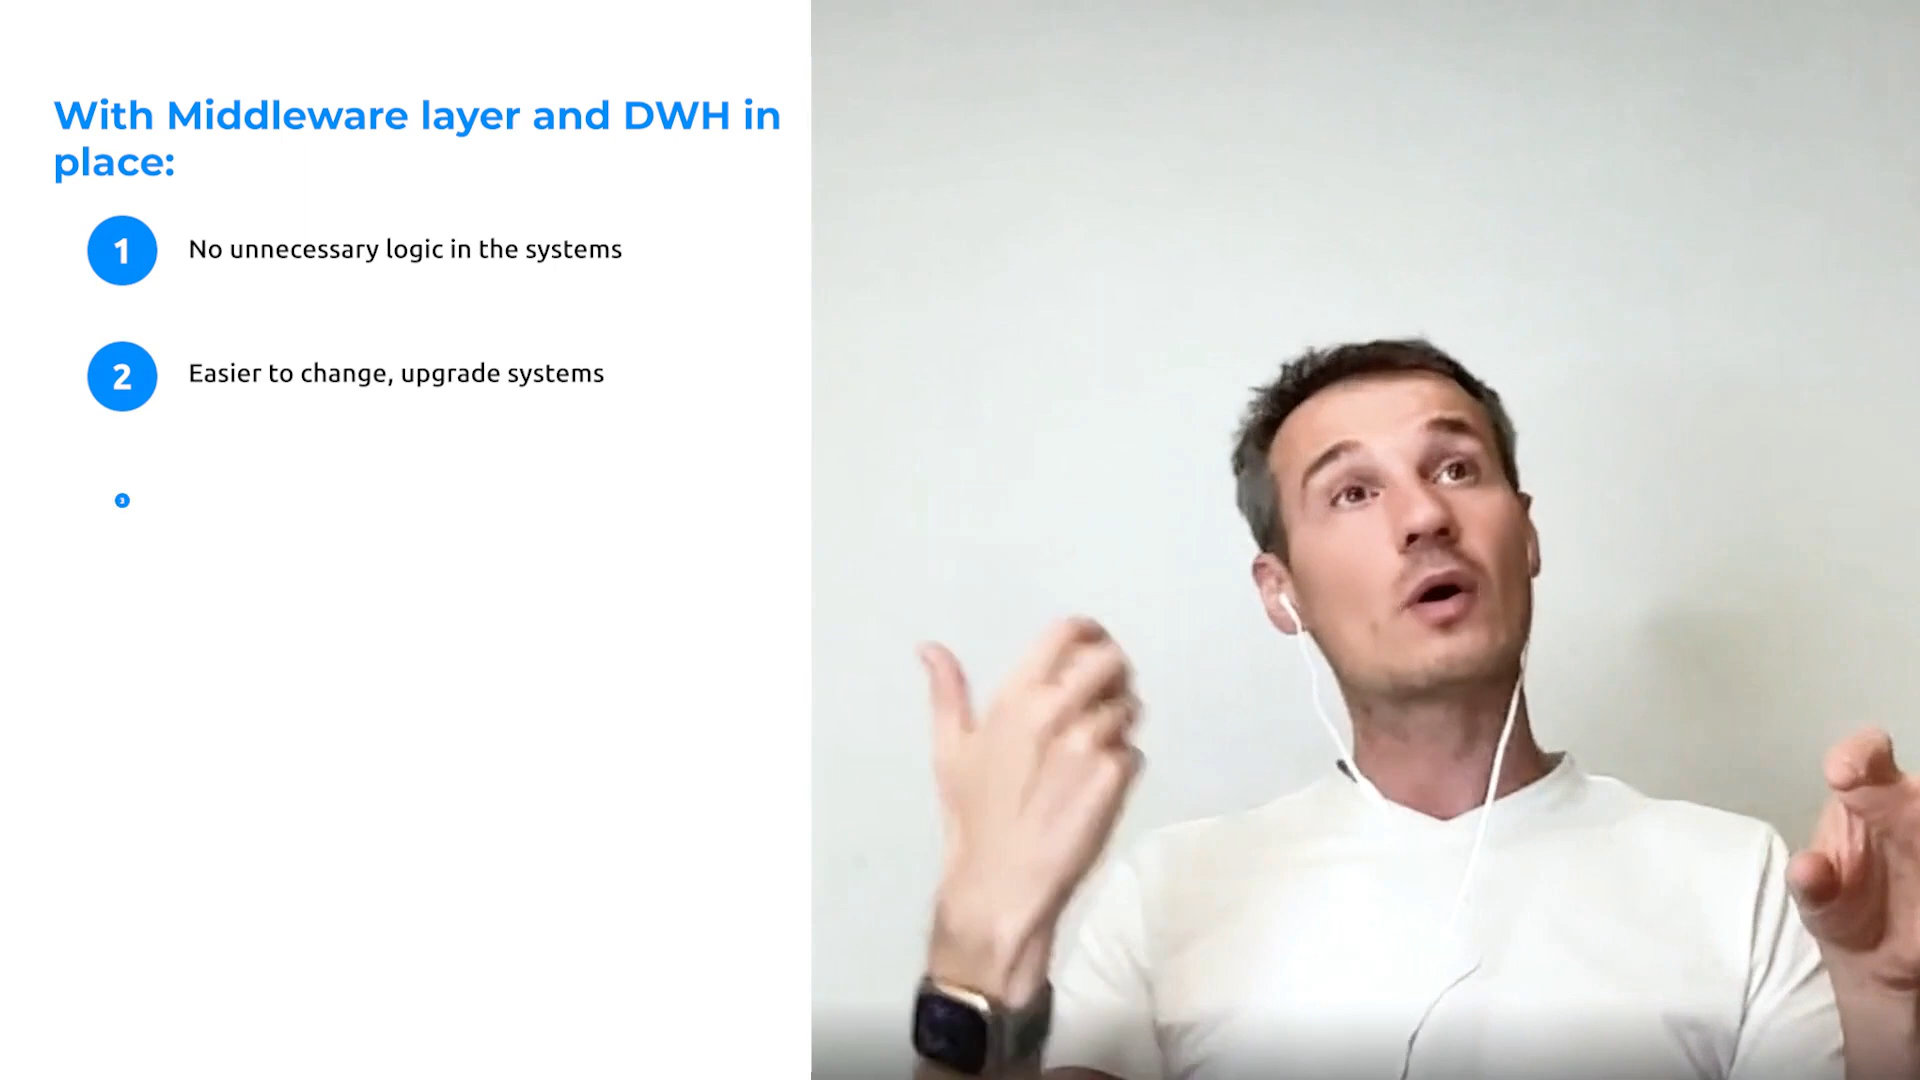 With Middleware layer and DWH in
place:
1
No unnecessary logic in the systems
2
Easier to change, upgrade systems
3